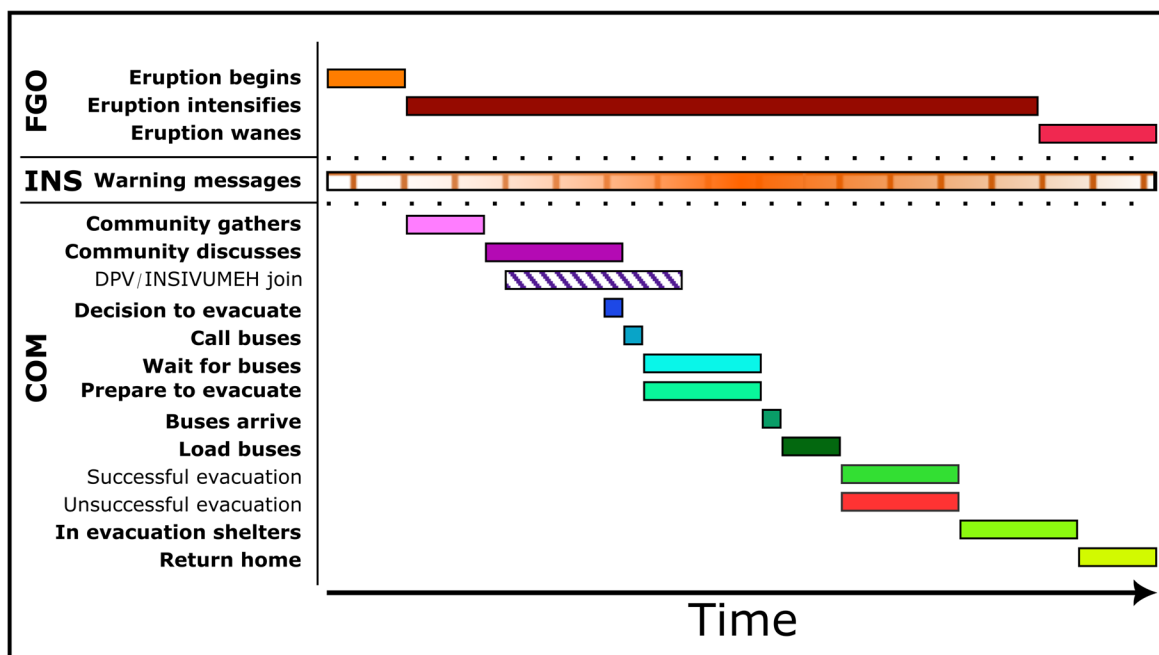 FGO
Eruption begins
Eruption intensifies
Eruption wanes
INS Warning messages
COM
Community gathers
Community discusses
DPV/INSIVUMEH join
Decision to evacuate
Call buses
Wait for buses
Prepare to evacuate
Buses arrive
Load buses
Successful evacuation
Unsuccessful evacuation
In evacuation shelters
Return home
Time